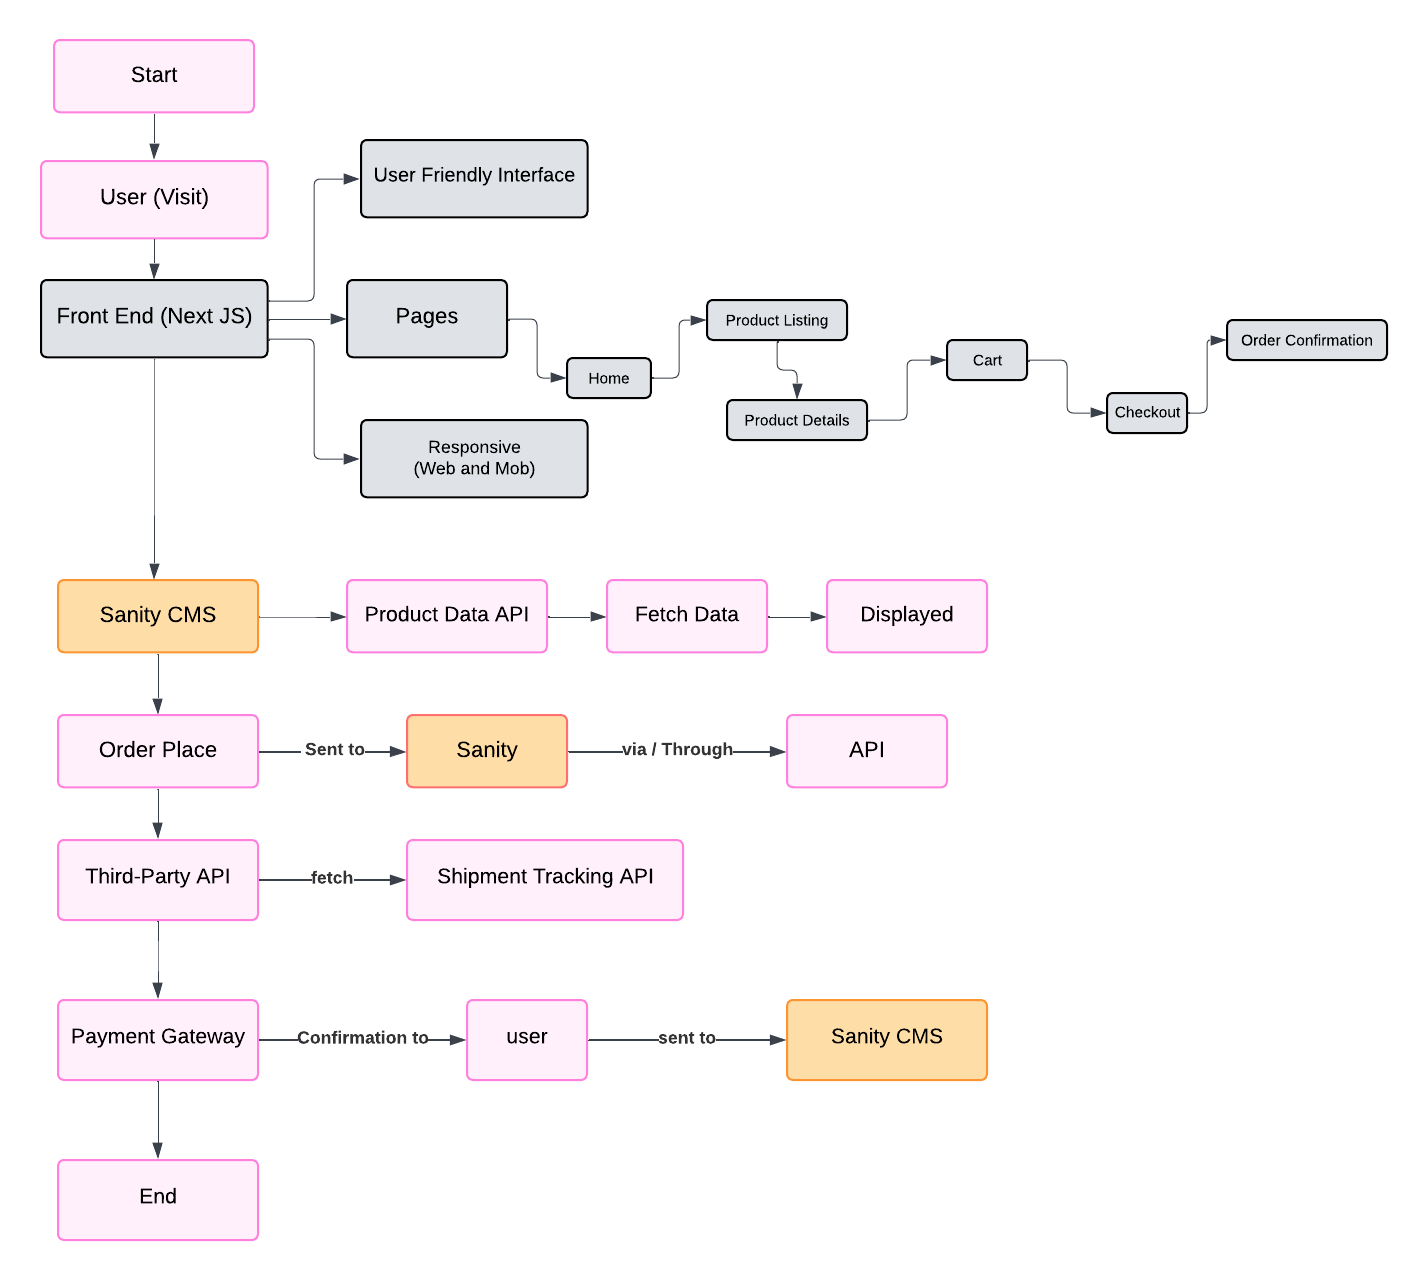 Start
User (Visit)
User Friendly Interface
Front End (Next JS)
Pages
Home
Product Listing
Product Details
Cart
Checkout
Order Confirmation
Responsive
(Web and Mob)
Sanity CMS
Product Data API
Fetch Data
Displayed
Order Place
Sent to
Sanity
via / Through
API
Third-Party API
fetch
Shipment Tracking API
Payment Gateway
Confirmation to
user
sent to
Sanity CMS
End